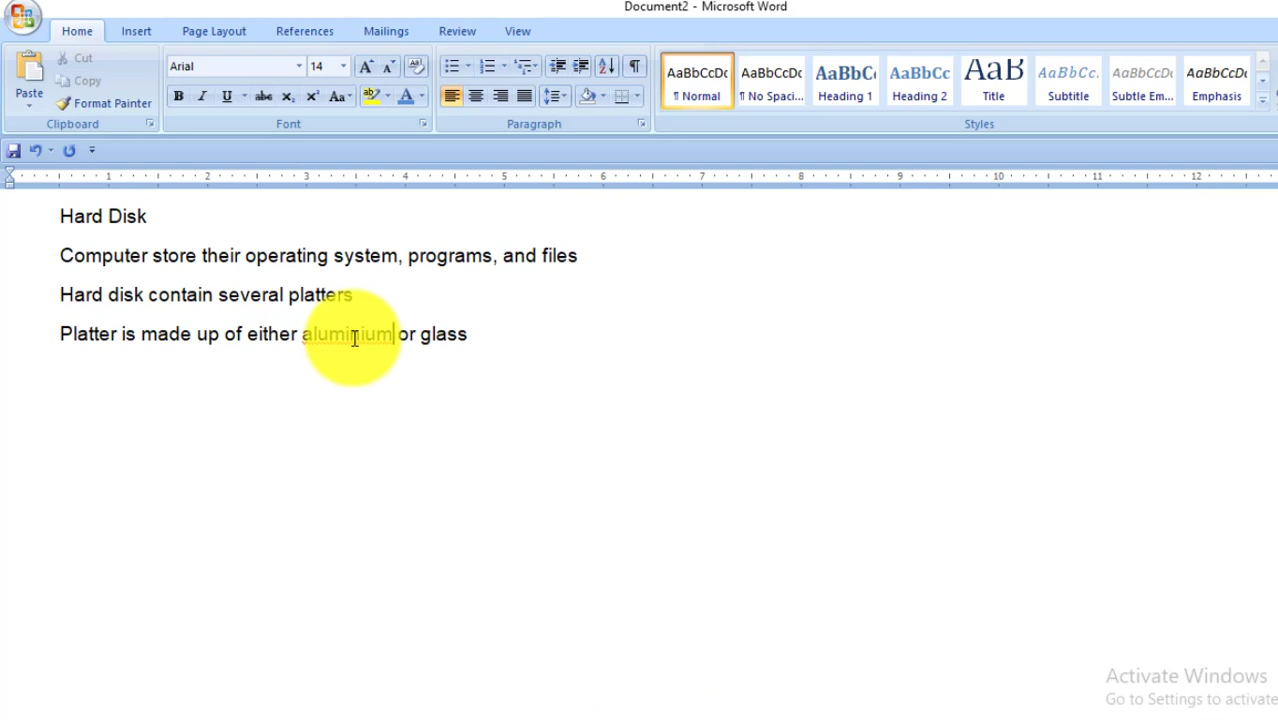 Document2 - Microsoft Word
Home Insert Page Layout References Mailings Review View
Paste
Cut
Copy
Format Painter
Clipboard
Arial 14
B I U abc x₂ x² Aa
ab A
Font
Paragraph
AaBbCcDc AaBbCcDc AaBbC AaBbCc AaB AaBbCc. AaBbCcDc AaBbCcDc
¶ Normal ¶ No Spaci... Heading 1 Heading 2 Title Subtitle Subtle Em... Emphasis
Styles
1 2 3 4 5 6 7 8 9 10 11 12
Hard Disk
Computer store their operating system, programs, and files
Hard disk contain several platters
Platter is made up of either aluminium or glass
Activate Windows
Go to Settings to activate